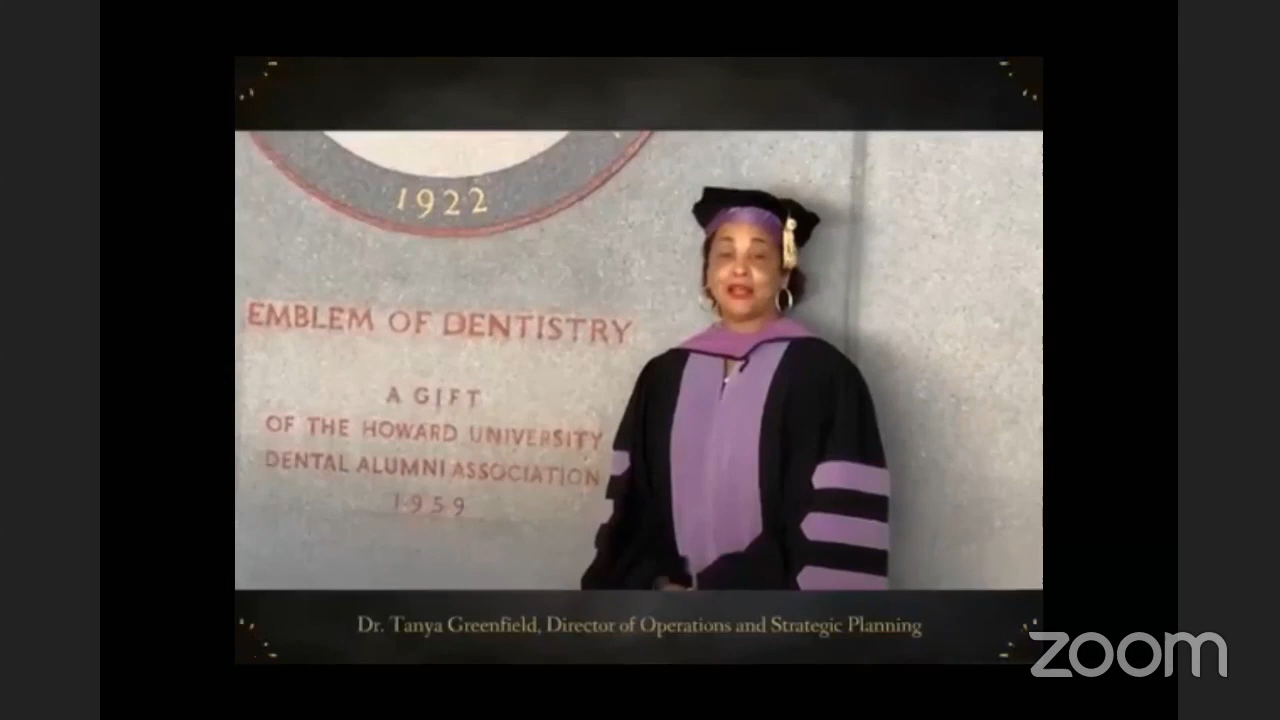 1922
EMBLEM OF DENTISTRY
A GIFT
OF THE HOWARD UNIVERSITY
DENTAL ALUMNI ASSOCIATION
1959
Dr. Tanya Greenfield, Director of Operations and Strategic Planning
zoom